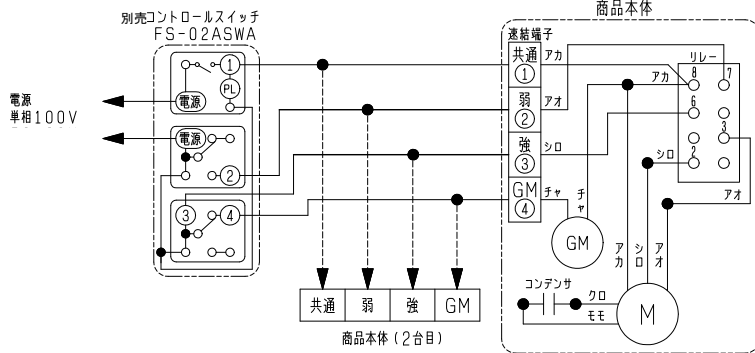 商品本体
別売コントロールスイッチ
FS-02ASWA
速結端子
共通 ①
アカ
弱 ②
アオ
強 ③
シロ
GM ④
チャ
リレー
8 7
6
3
2
アカ
シロ
アオ
チャ
GM
アカ
シロ
アオ
コンデンサ
クロ
モモ
M
① 
PL
電源
電源
②
③ ④
電源
単相100V
共通 弱 強 GM
商品本体(2台目)